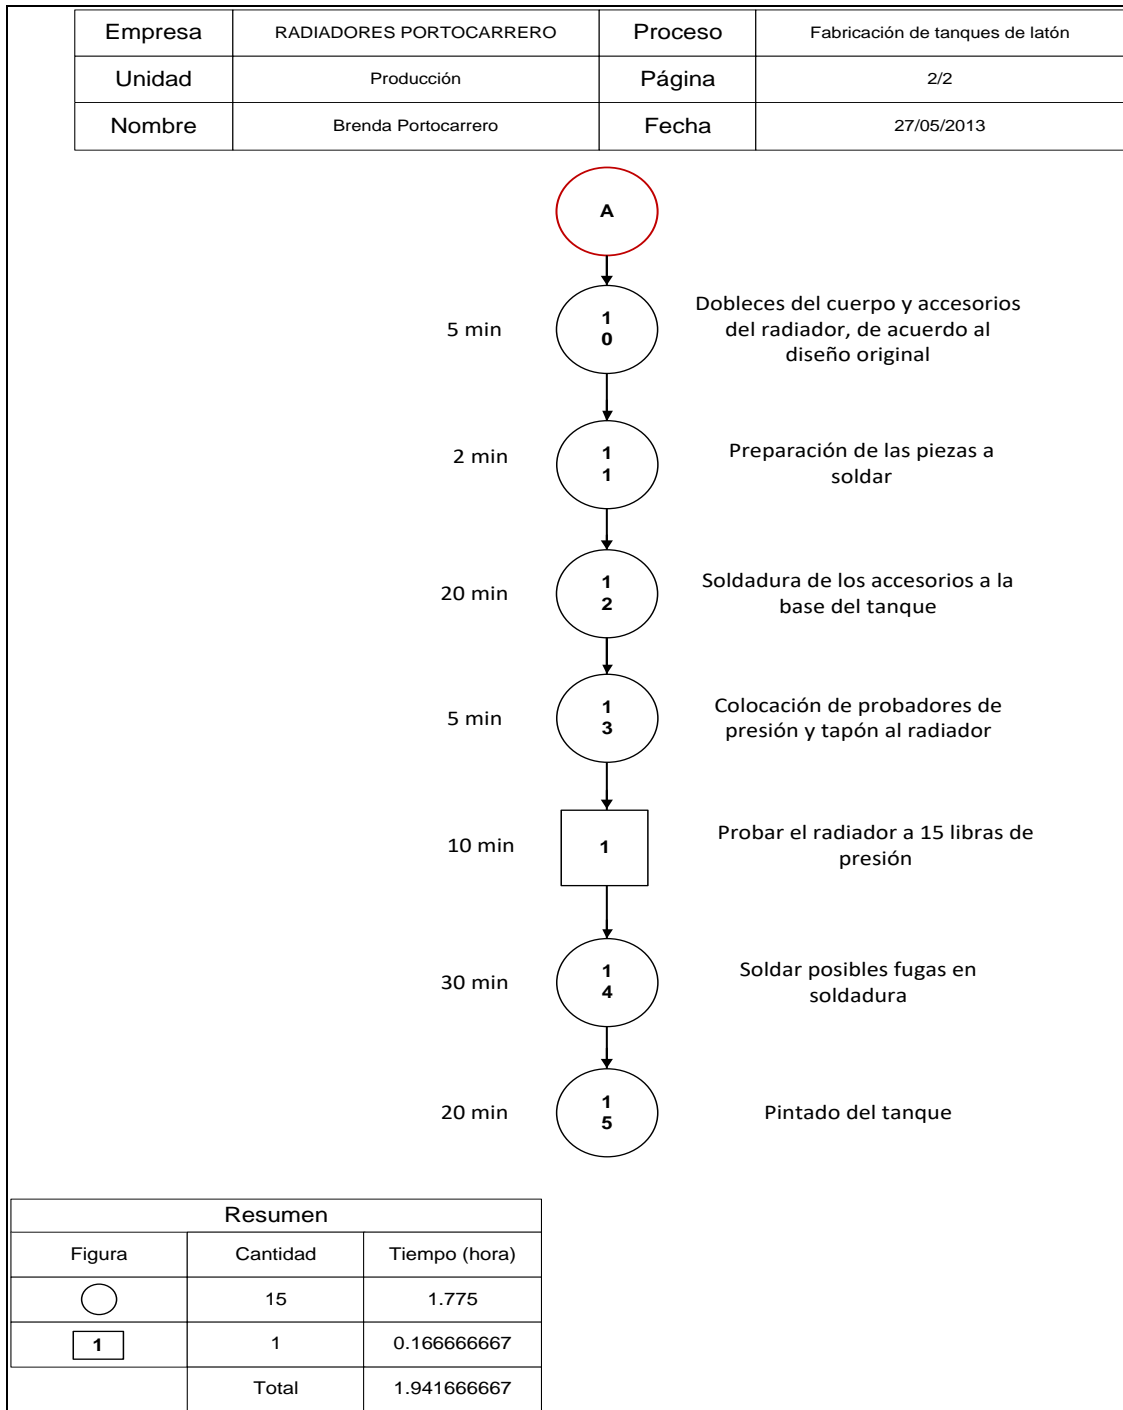 Empresa RADIADORES PORTOCARRERO Proceso Fabricación de tanques de latón
Unidad Producción Página 2/2
Nombre Brenda Portocarrero Fecha 27/05/2013
A
5 min
1
0
Dobleces del cuerpo y accesorios
del radiador, de acuerdo al
diseño original
2 min
1
1
Preparación de las piezas a
soldar
20 min
1
2
Soldadura de los accesorios a la
base del tanque
5 min
1
3
Colocación de probadores de
presión y tapón al radiador
10 min
1
Probar el radiador a 15 libras de
presión
30 min
1
4
Soldar posibles fugas en
soldadura
20 min
1
5
Pintado del tanque
Resumen
Figura Cantidad Tiempo (hora)
15 1.775
1 1 0.166666667
Total 1.941666667